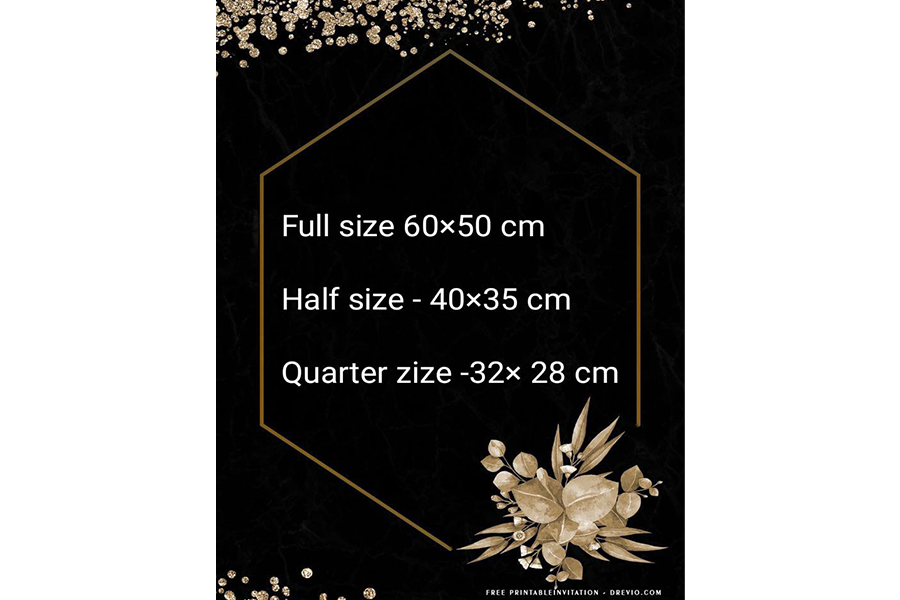 Full size 60×50 cm
Half size - 40×35 cm
Quarter zize -32× 28 cm
FREE PRINTABLEINVITATION - DREVIO.COM